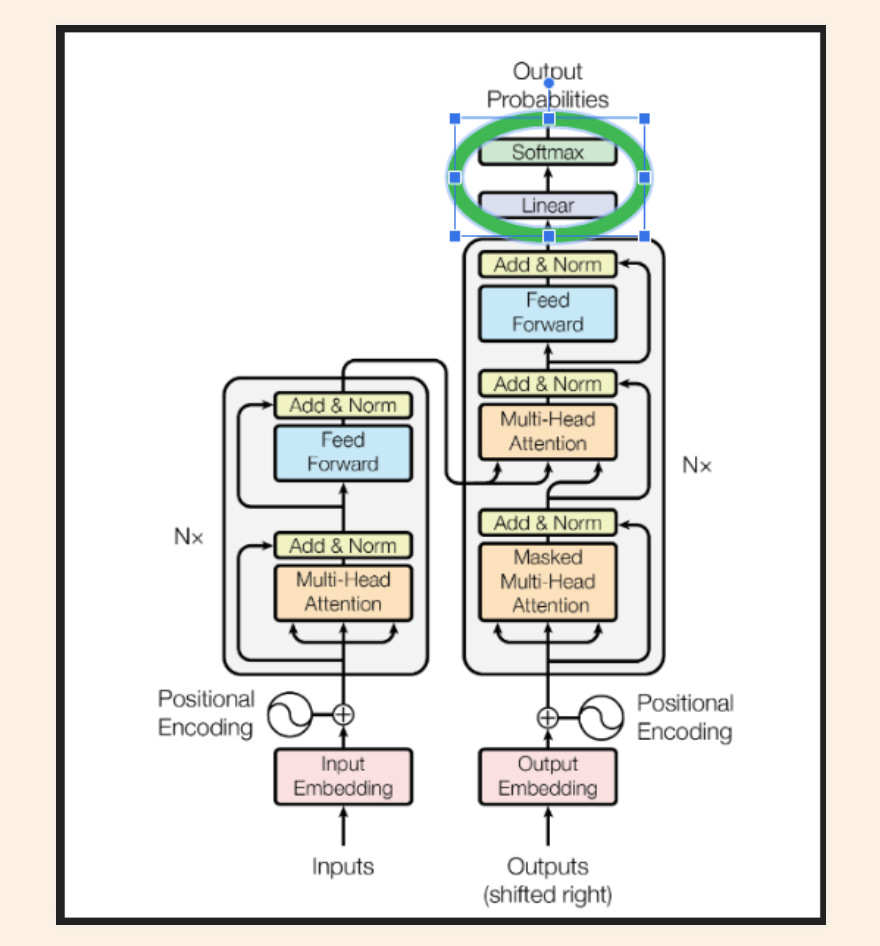 Output
Probabilities
Softmax
Linear
Add & Norm
Feed
Forward
Add & Norm
Multi-Head
Attention
Add & Norm
Masked
Multi-Head
Attention
Nx
Add & Norm
Feed
Forward
Add & Norm
Multi-Head
Attention
Nx
Positional
Encoding
Positional
Encoding
Input
Embedding
Output
Embedding
Inputs
Outputs
(shifted right)